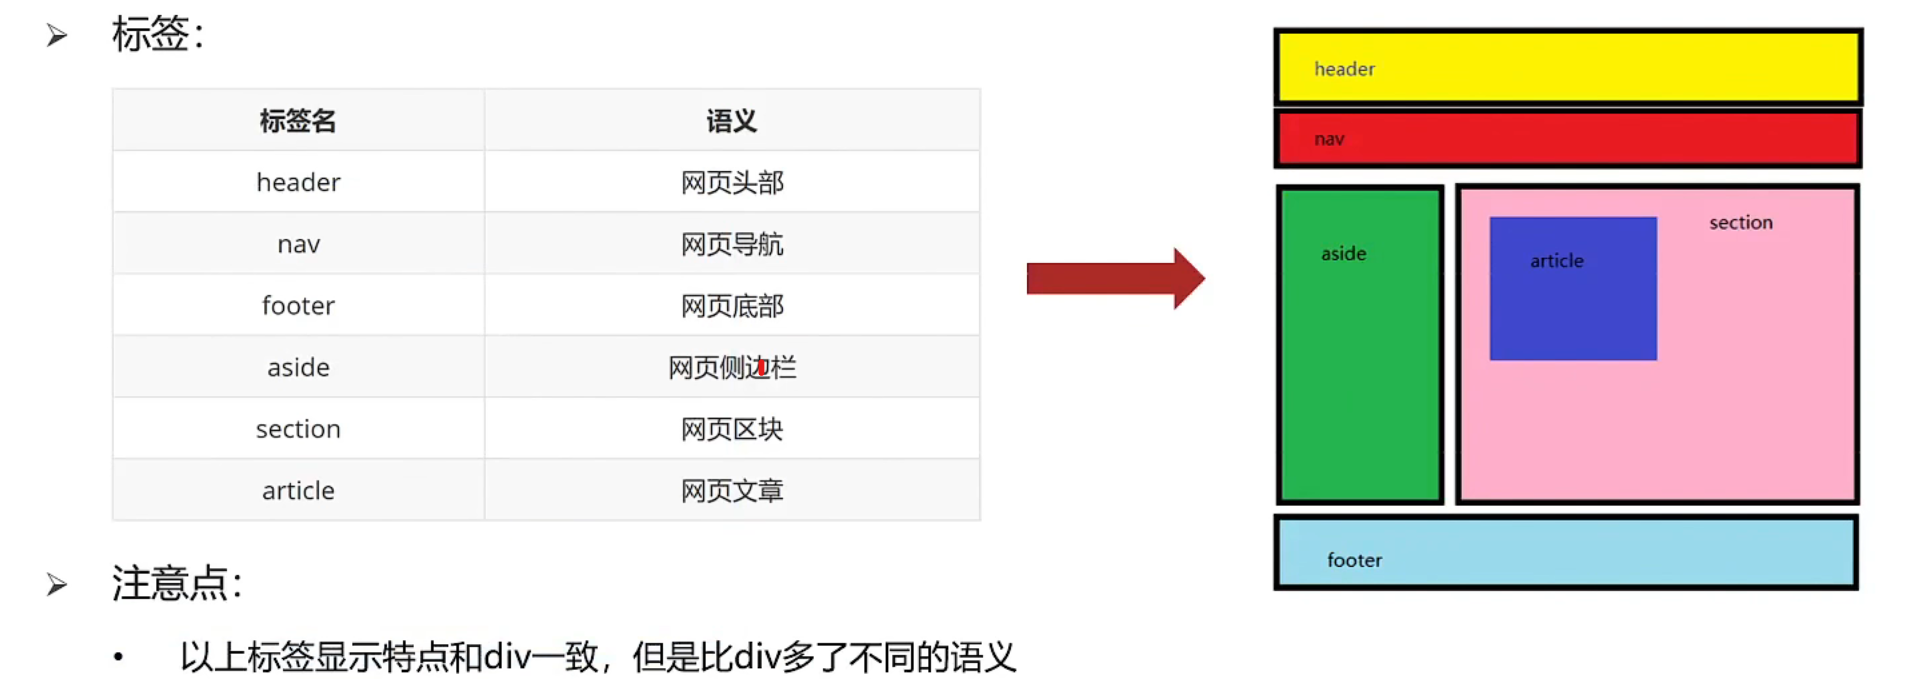 标签：
标签名 语义
header 网页头部
nav 网页导航
footer 网页底部
aside 网页侧边栏
section 网页区块
article 网页文章
header
nav
aside
section
article
footer
注意点：
• 以上标签显示特点和div一致，但是比div多了不同的语义